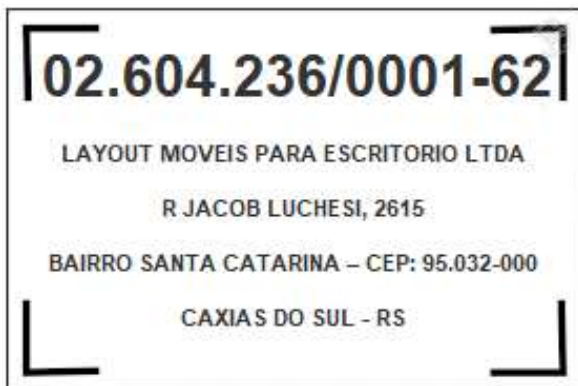 02.604.236/0001-62
LAYOUT MOVEIS PARA ESCRITORIO LTDA
R JACOB LUCHESI, 2615
BAIRRO SANTA CATARINA – CEP: 95.032-000
CAXIAS DO SUL - RS